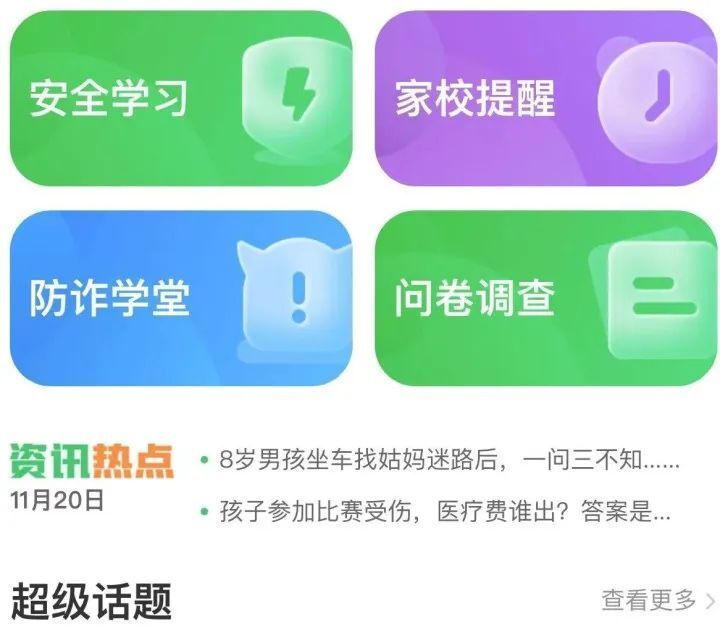 安全学习
家校提醒
防诈学堂
问卷调查
资讯热点
11月20日
8岁男孩坐车找姑妈迷路后，一问三不知......
孩子参加比赛受伤，医疗费谁出？答案是...
超级话题
查看更多